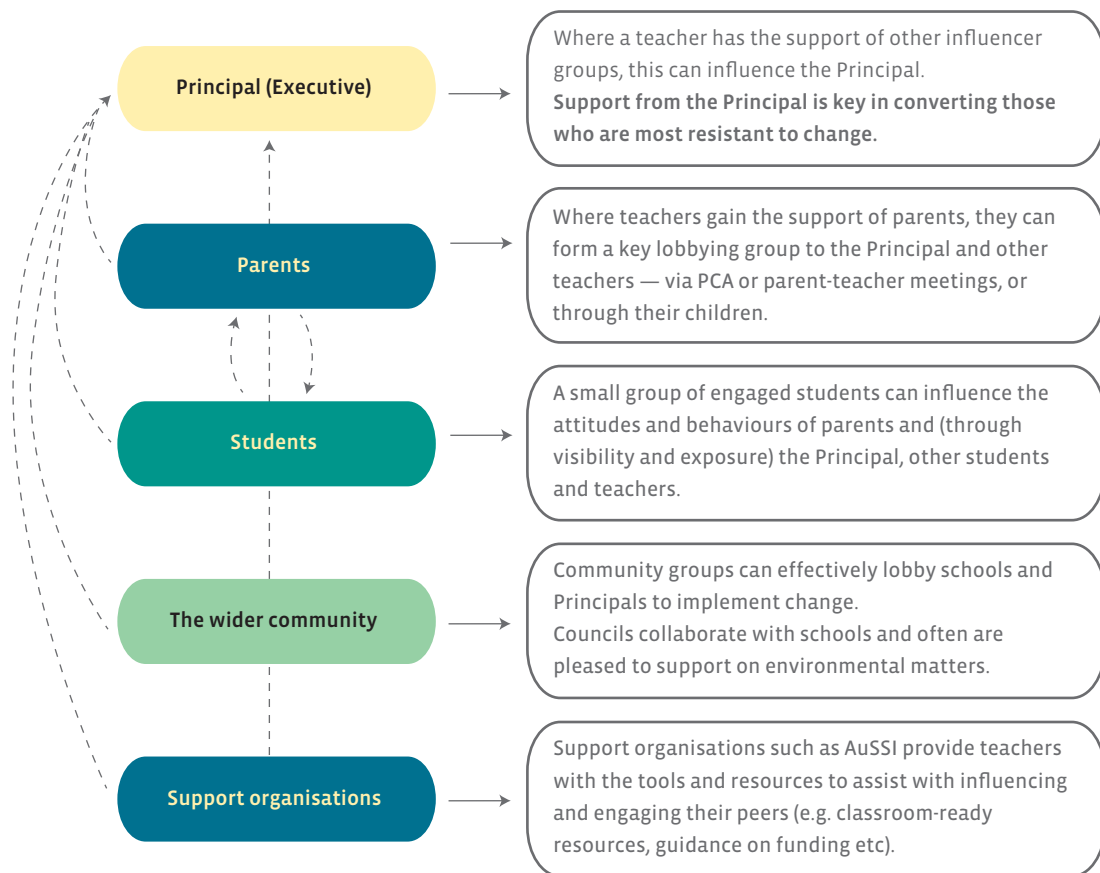 Principal (Executive)
Where a teacher has the support of other influencer
groups, this can influence the Principal.
Support from the Principal is key in converting those
who are most resistant to change.
Parents
Where teachers gain the support of parents, they can
form a key lobbying group to the Principal and other
teachers — via PCA or parent-teacher meetings, or
through their children.
Students
A small group of engaged students can influence the
attitudes and behaviours of parents and (through
visibility and exposure) the Principal, other students
and teachers.
The wider community
Community groups can effectively lobby schools and
Principals to implement change.
Councils collaborate with schools and often are
pleased to support on environmental matters.
Support organisations
Support organisations such as AuSSI provide teachers
with the tools and resources to assist with influencing
and engaging their peers (e.g. classroom-ready
resources, guidance on funding etc).